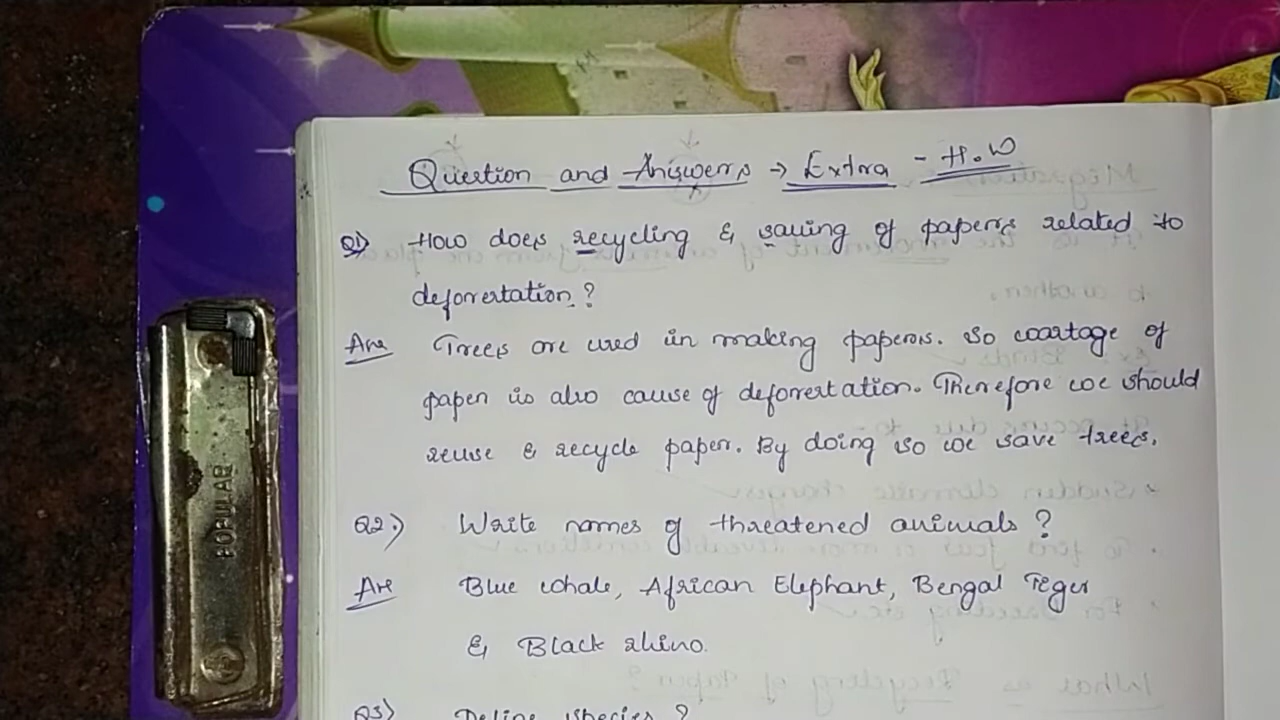 Question and Answers → Extra - H.W
Q1) How does recycling & saving of papers related to
deforestation.?
Ans Trees are used in making papers. So wastage of
paper is also cause of deforestation. Therefore we should
reuse & recycle paper. By doing so we save trees.
Q2.) Write names of threatened animals ?
Ans Blue whale, African Elephant, Bengal Tiger
& Black rhino.
Q3) Define species ?
POPULAR